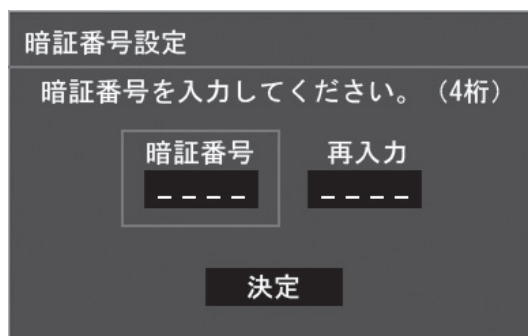 暗証番号設定
暗証番号を入力してください。（4桁）
暗証番号 再入力
_ _ _ _ _ _ _ _
決定